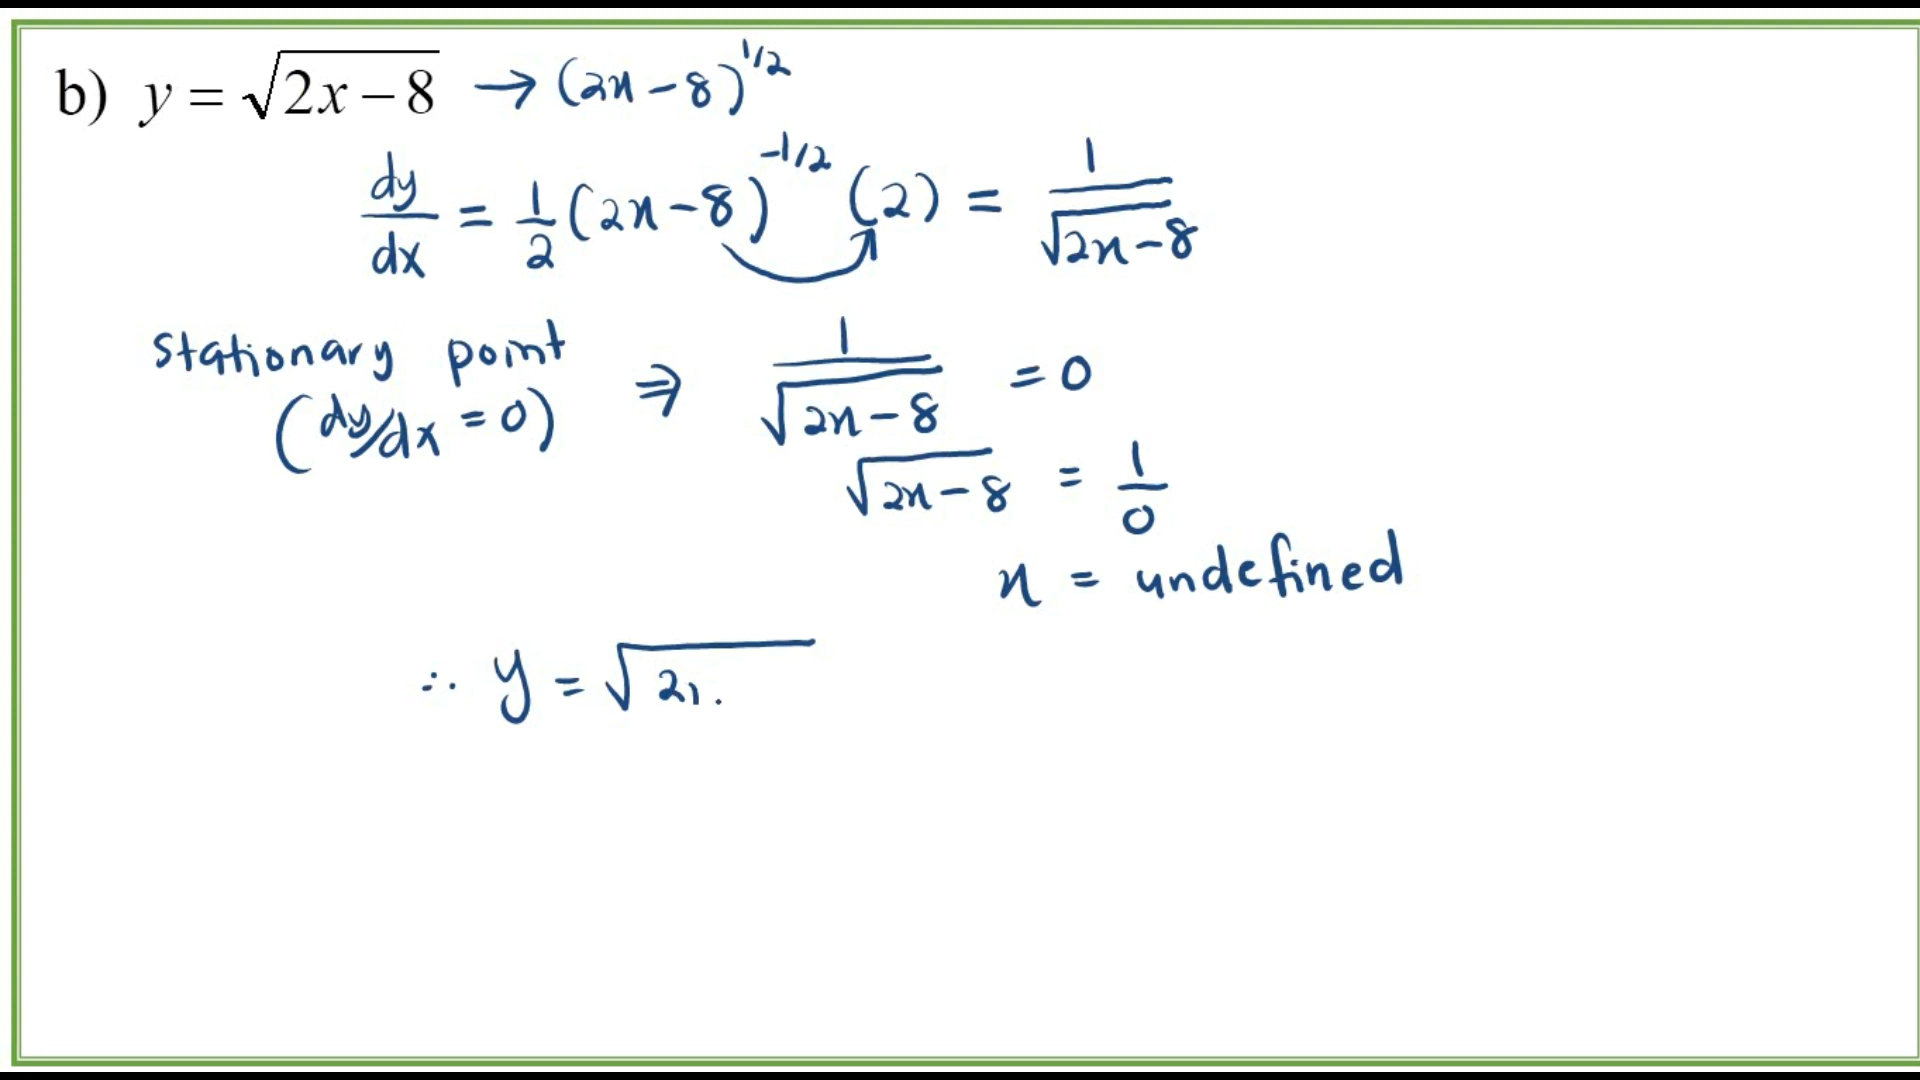 b) y = √(2x − 8) → (2x − 8)^1/2
dy/dx = 1/2 (2x − 8)^−1/2 (2) = 1/√(2x − 8)
stationary point ⇒ 1/√(2x − 8) = 0
(dy/dx = 0)
√(2x − 8) = 1/0
x = undefined
∴ y = √2